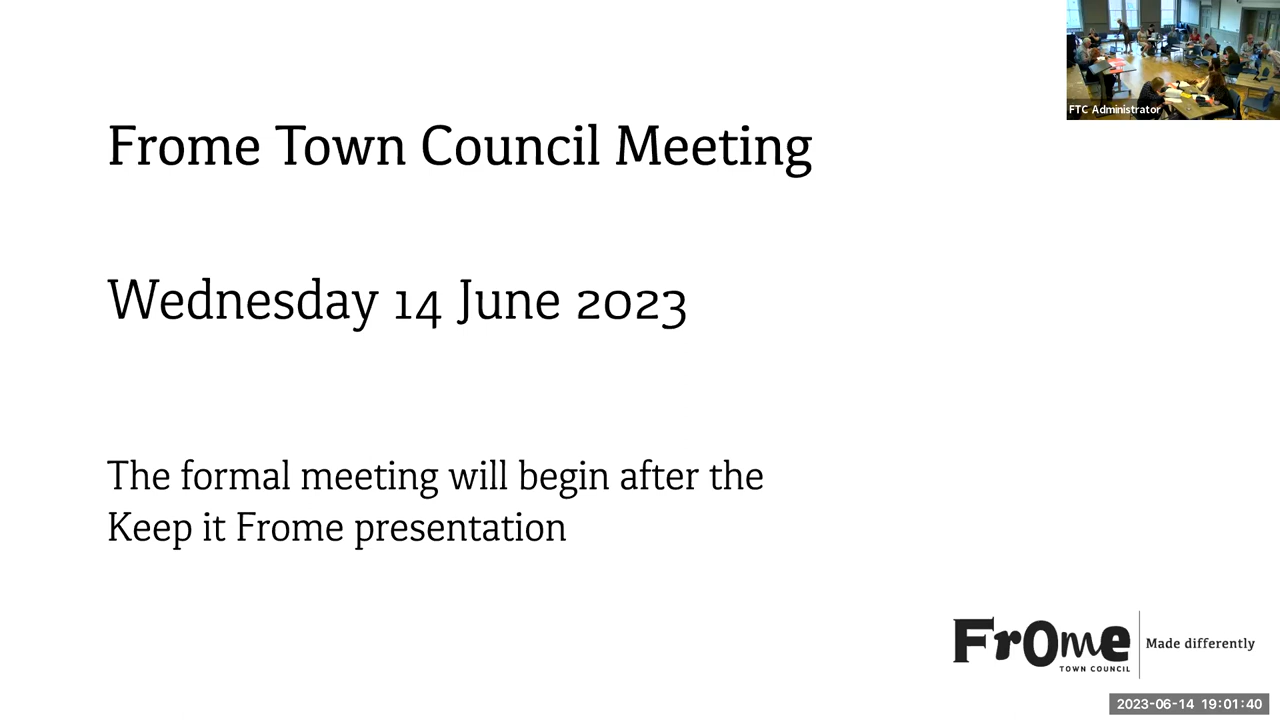 FTC Administrator
Frome Town Council Meeting
Wednesday 14 June 2023
The formal meeting will begin after the
Keep it Frome presentation
FrOme
TOWN COUNCIL
Made differently
2023-06-14 19:01:40